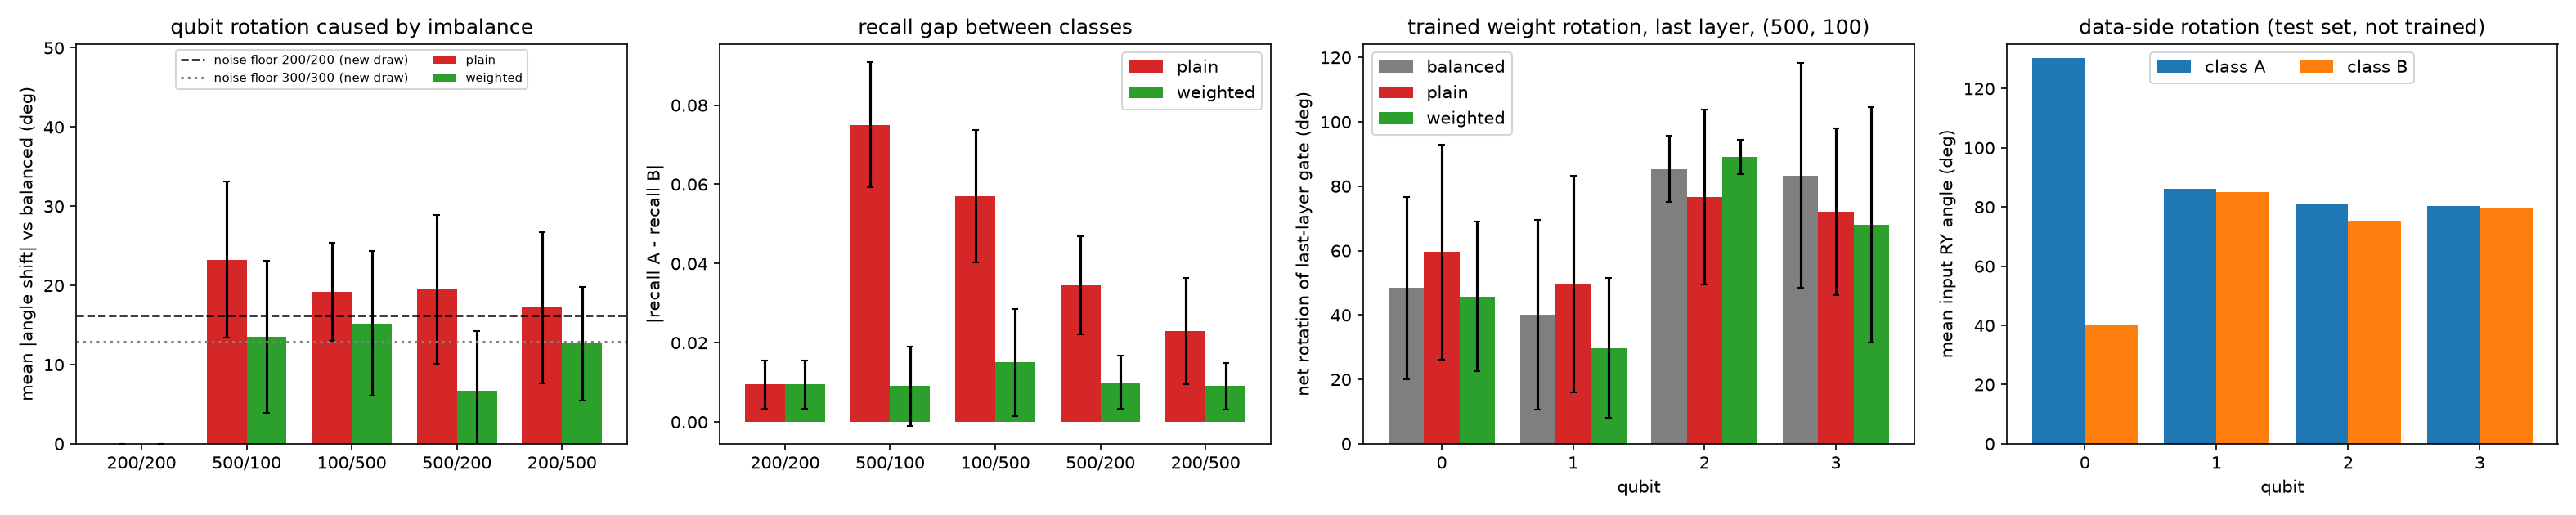 qubit rotation caused by imbalance
mean |angle shift| vs balanced (deg)
50
40
30
20
10
0
noise floor 200/200 (new draw)
noise floor 300/300 (new draw)
plain
weighted
200/200 500/100 100/500 500/200 200/500
recall gap between classes
|recall A - recall B|
0.08
0.06
0.04
0.02
0.00
plain
weighted
200/200 500/100 100/500 500/200 200/500
trained weight rotation, last layer, (500, 100)
net rotation of last-layer gate (deg)
120
100
80
60
40
20
0
balanced
plain
weighted
0 1 2 3
qubit
data-side rotation (test set, not trained)
mean input RY angle (deg)
120
100
80
60
40
20
0
class A class B
0 1 2 3
qubit